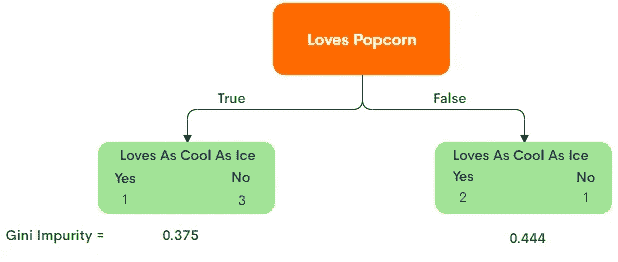 Loves Popcorn
True False
Loves As Cool As Ice Loves As Cool As Ice
Yes No Yes No
1 3 2 1
Gini Impurity = 0.375 0.444